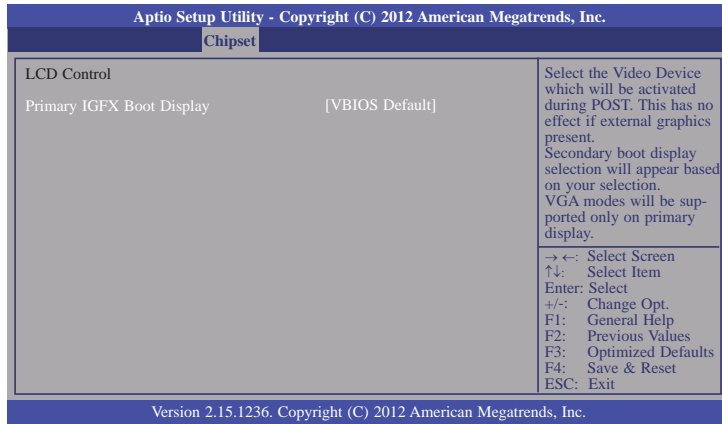 Aptio Setup Utility - Copyright (C) 2012 American Megatrends, Inc.
Chipset
LCD Control
Primary IGFX Boot Display [VBIOS Default]
Select the Video Device
which will be activated
during POST. This has no
effect if external graphics
present.
Secondary boot display
selection will appear based
on your selection.
VGA modes will be sup-
ported only on primary
display.
→ ←: Select Screen
↑↓: Select Item
Enter: Select
+/-: Change Opt.
F1: General Help
F2: Previous Values
F3: Optimized Defaults
F4: Save & Reset
ESC: Exit
Version 2.15.1236. Copyright (C) 2012 American Megatrends, Inc.